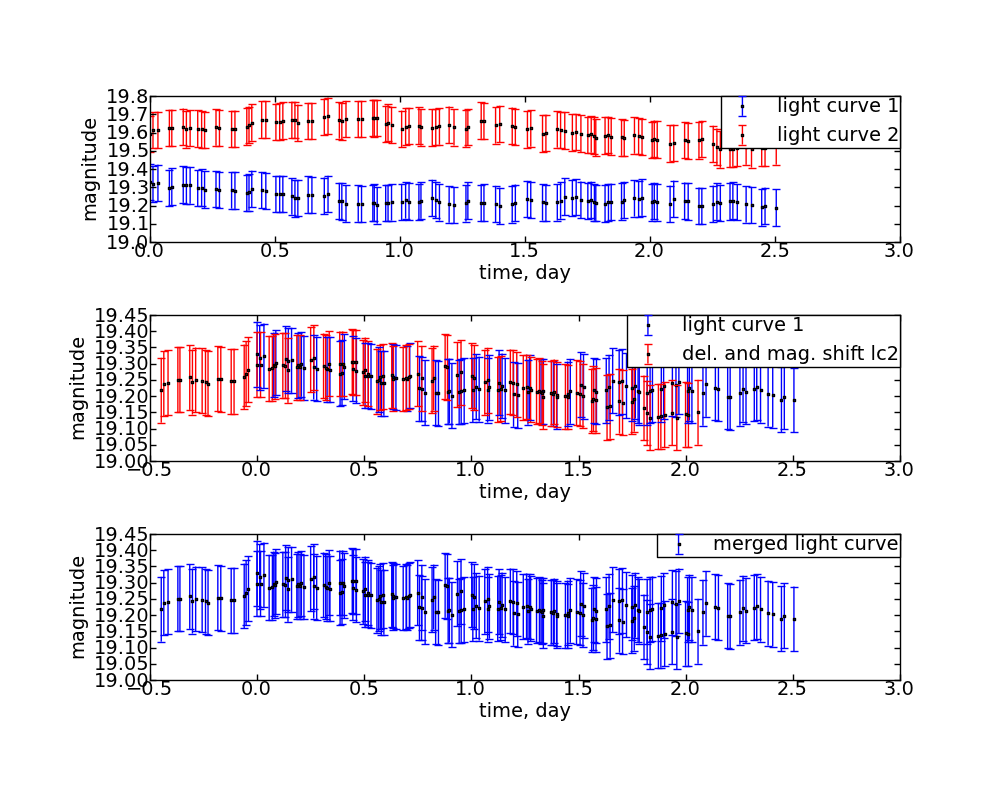 19.8
19.7
19.6
19.5
19.4
19.3
19.2
19.1
19.0
magnitude
light curve 1
light curve 2
0.0 0.5 1.0 1.5 2.0 2.5 3.0
time, day
19.45
19.40
19.35
19.30
19.25
19.20
19.15
19.10
19.05
19.00
magnitude
light curve 1
del. and mag. shift lc2
−0.5 0.0 0.5 1.0 1.5 2.0 2.5 3.0
time, day
19.45
19.40
19.35
19.30
19.25
19.20
19.15
19.10
19.05
19.00
magnitude
merged light curve
−0.5 0.0 0.5 1.0 1.5 2.0 2.5 3.0
time, day